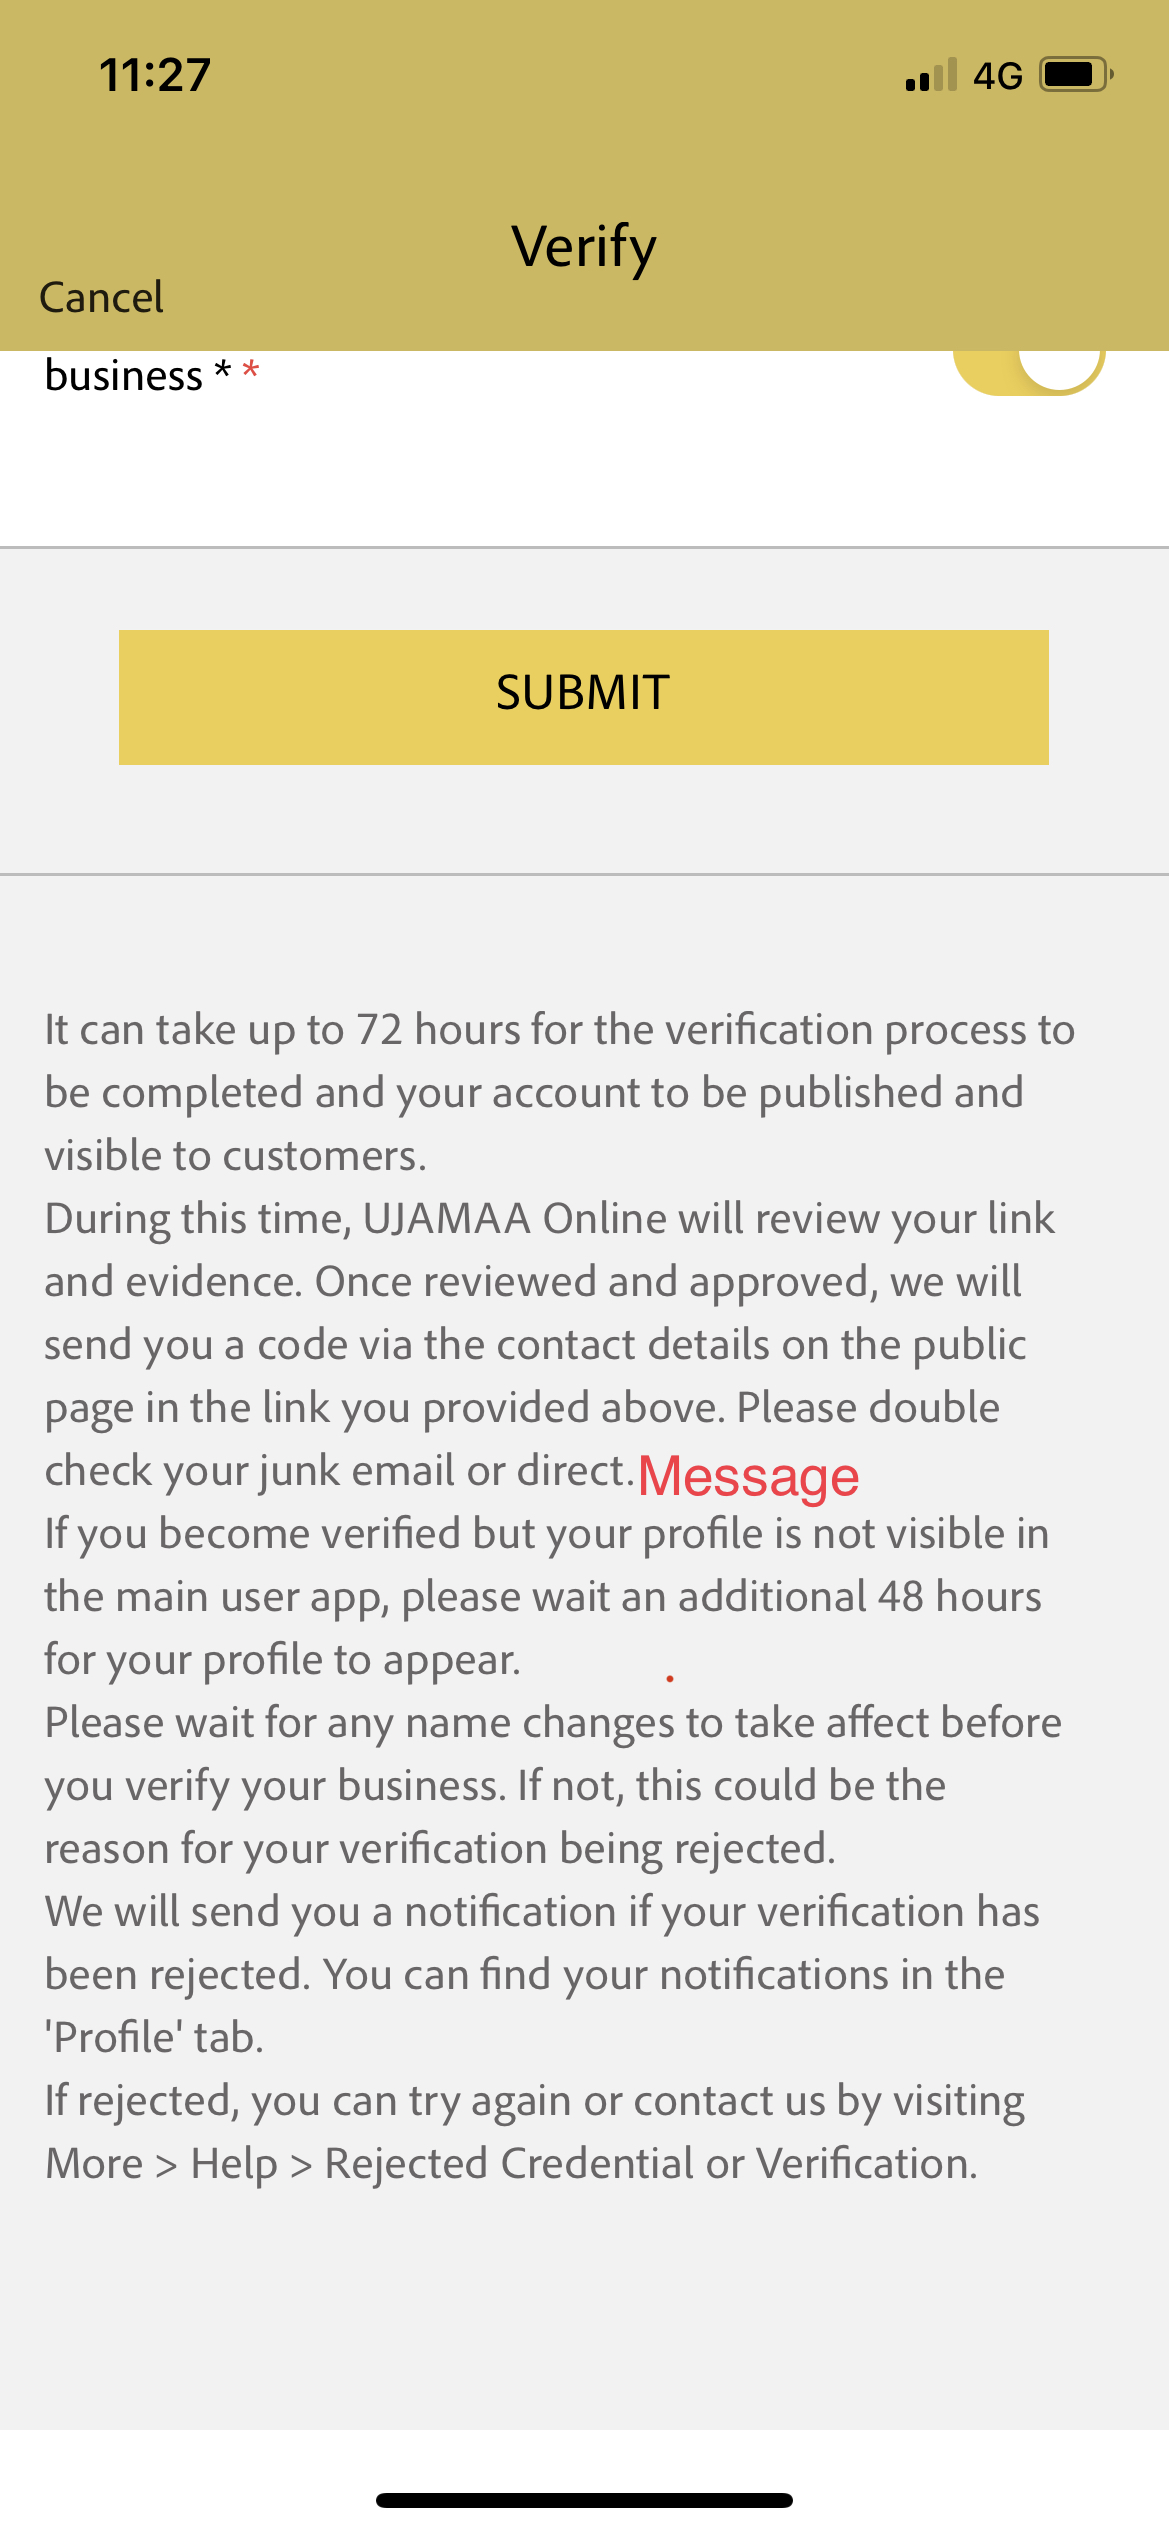 11:27
4G
Verify
Cancel
business * *
SUBMIT
It can take up to 72 hours for the verification process to
be completed and your account to be published and
visible to customers.
During this time, UJAMAA Online will review your link
and evidence. Once reviewed and approved, we will
send you a code via the contact details on the public
page in the link you provided above. Please double
check your junk email or direct. Message
If you become verified but your profile is not visible in
the main user app, please wait an additional 48 hours
for your profile to appear.
Please wait for any name changes to take affect before
you verify your business. If not, this could be the
reason for your verification being rejected.
We will send you a notification if your verification has
been rejected. You can find your notifications in the
'Profile' tab.
If rejected, you can try again or contact us by visiting
More > Help > Rejected Credential or Verification.